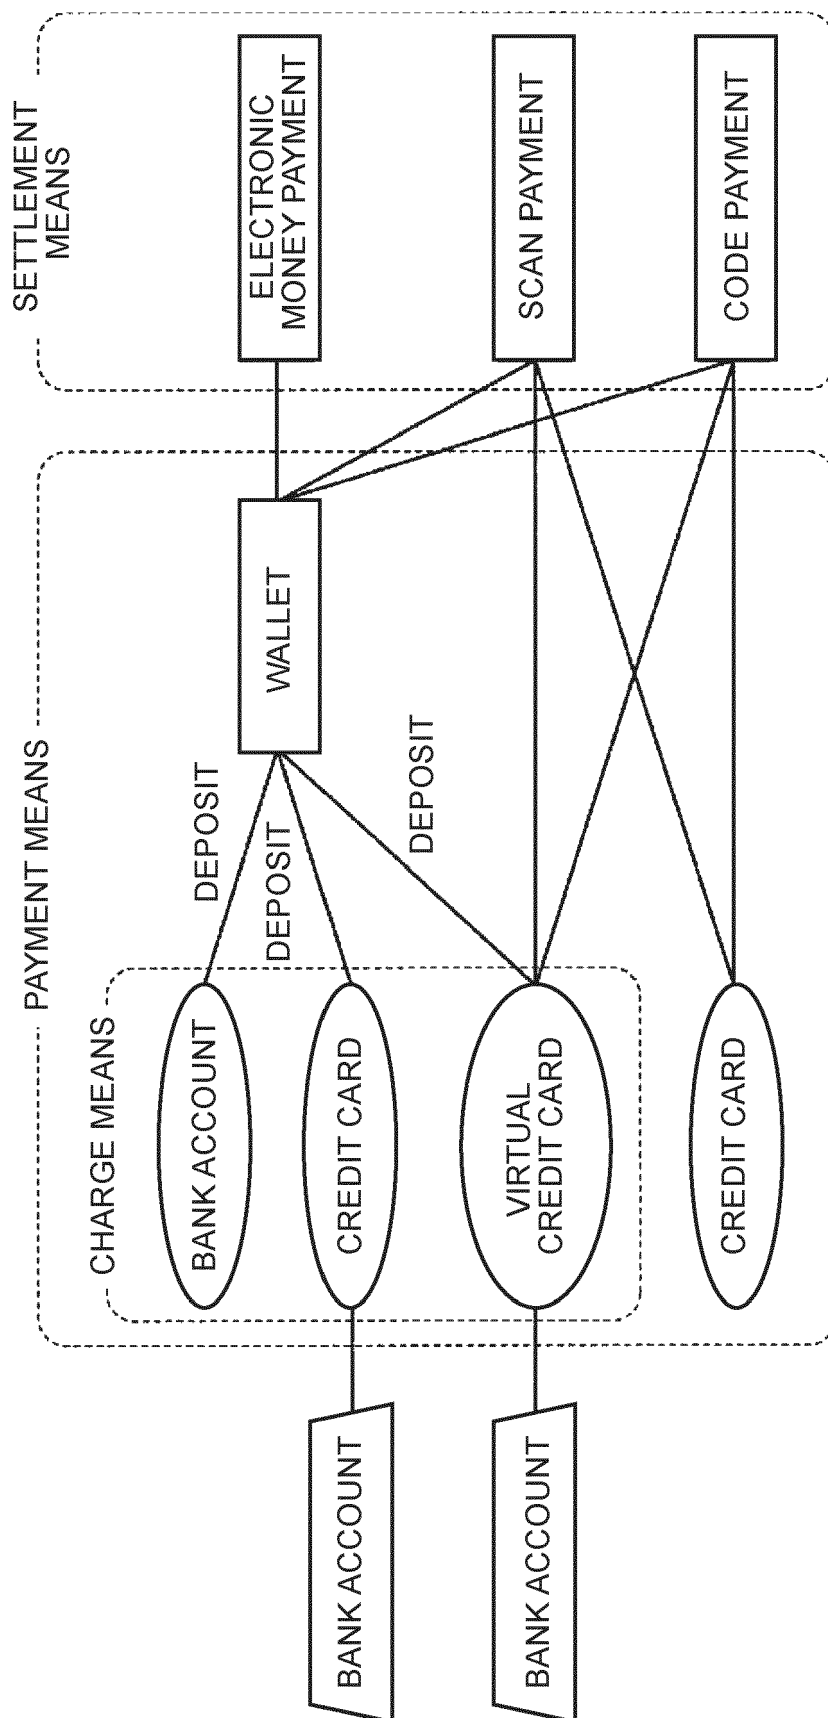 SETTLEMENT
MEANS
ELECTRONIC
MONEY PAYMENT
SCAN PAYMENT
CODE PAYMENT
PAYMENT MEANS
WALLET
DEPOSIT
DEPOSIT
DEPOSIT
CHARGE MEANS
BANK ACCOUNT
CREDIT CARD
VIRTUAL
CREDIT CARD
CREDIT CARD
BANK ACCOUNT
BANK ACCOUNT